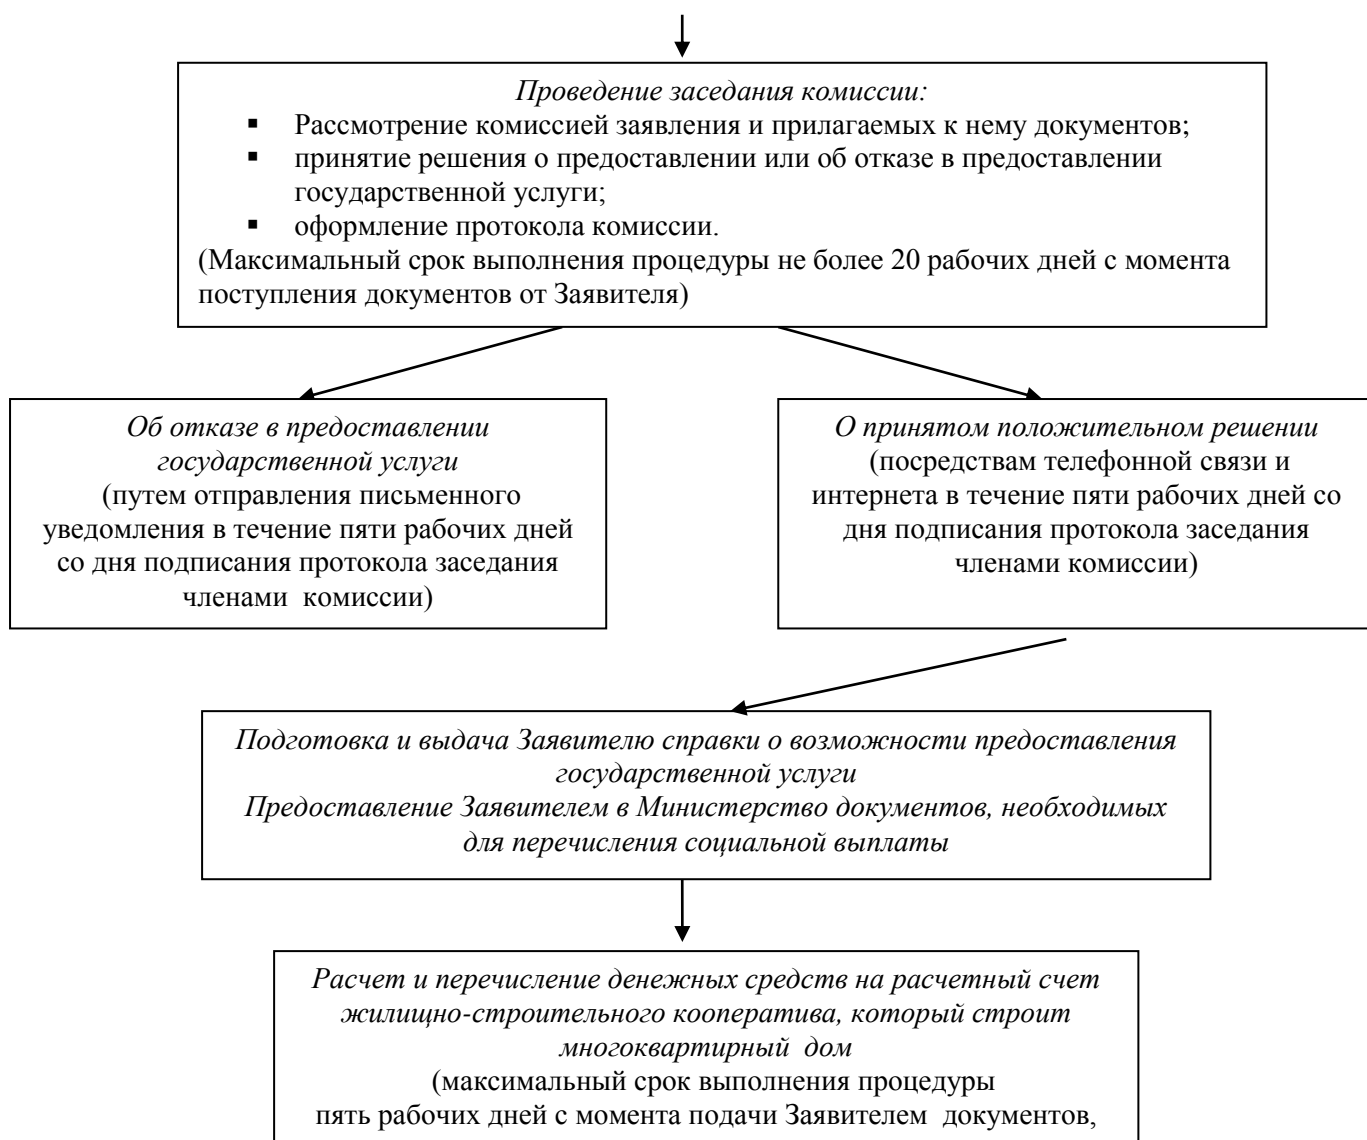 Проведение заседания комиссии:
▪ Рассмотрение комиссией заявления и прилагаемых к нему документов;
▪ принятие решения о предоставлении или об отказе в предоставлении
государственной услуги;
▪ оформление протокола комиссии.
(Максимальный срок выполнения процедуры не более 20 рабочих дней с момента
поступления документов от Заявителя)
Об отказе в предоставлении
государственной услуги
(путем отправления письменного
уведомления в течение пяти рабочих дней
со дня подписания протокола заседания
членами комиссии)
О принятом положительном решении
(посредствам телефонной связи и
интернета в течение пяти рабочих дней со
дня подписания протокола заседания
членами комиссии)
Подготовка и выдача Заявителю справки о возможности предоставления
государственной услуги
Предоставление Заявителем в Министерство документов, необходимых
для перечисления социальной выплаты
Расчет и перечисление денежных средств на расчетный счет
жилищно-строительного кооператива, который строит
многоквартирный дом
(максимальный срок выполнения процедуры
пять рабочих дней с момента подачи Заявителем документов,